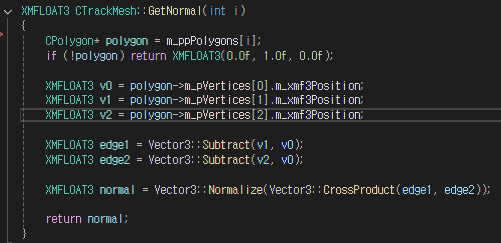 XMFLOAT3 CTrackMesh::GetNormal(int i)
{
CPolygon* polygon = m_ppPolygons[i];
if (!polygon) return XMFLOAT3(0.0f, 1.0f, 0.0f);
XMFLOAT3 v0 = polygon->m_pVertices[0].m_xmf3Position;
XMFLOAT3 v1 = polygon->m_pVertices[1].m_xmf3Position;
XMFLOAT3 v2 = polygon->m_pVertices[2].m_xmf3Position;
XMFLOAT3 edge1 = Vector3::Subtract(v1, v0);
XMFLOAT3 edge2 = Vector3::Subtract(v2, v0);
XMFLOAT3 normal = Vector3::Normalize(Vector3::CrossProduct(edge1, edge2));
return normal;
}